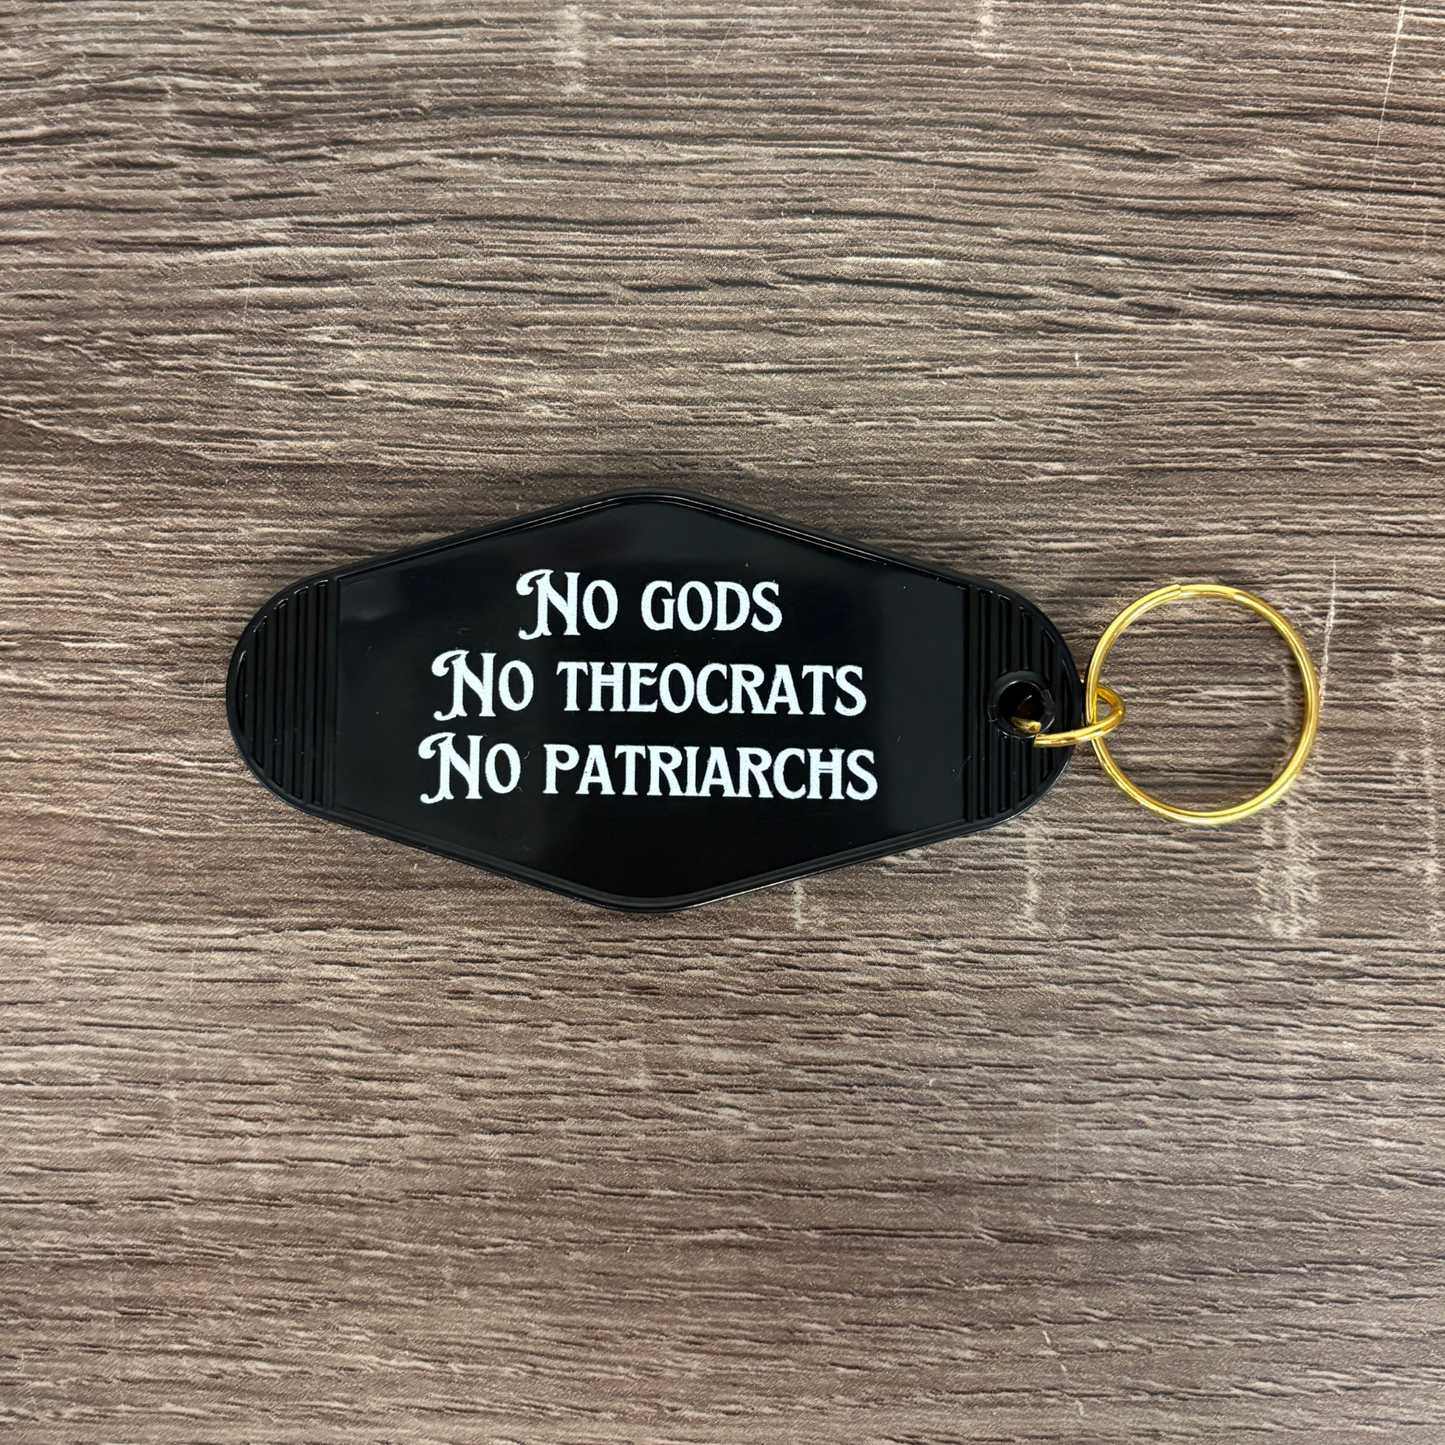 No gods
No theocrats
No patriarchs